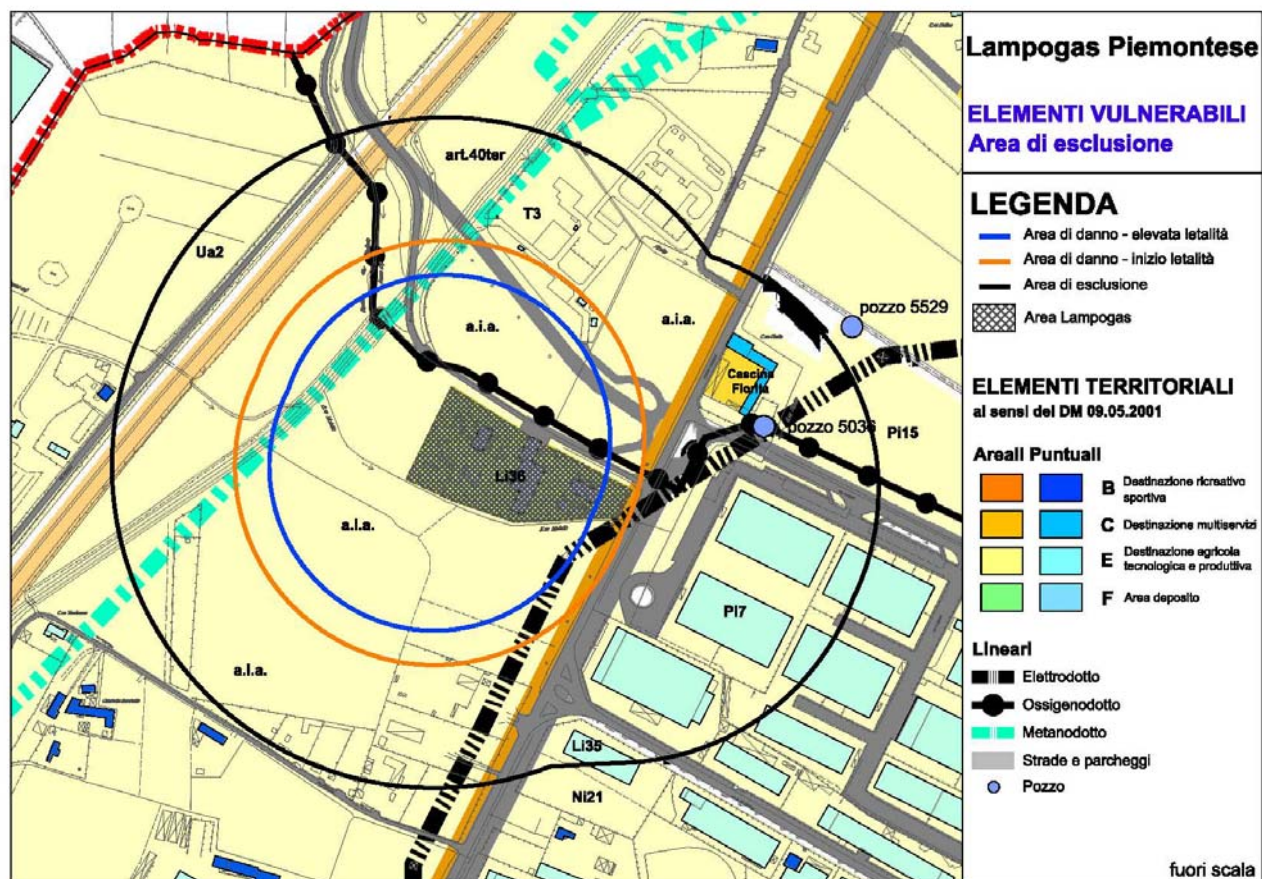 art.40ter
T3
Ua2
a.i.a.
a.i.a.
pozzo 5529
Cascina
Fiorita
pozzo 5036
Pi15
Li36
a.i.a.
Pi7
a.i.a.
Li35
Ni21
Lampogas Piemontese
ELEMENTI VULNERABILI
Area di esclusione
LEGENDA
Area di danno - elevata letalità
Area di danno - inizio letalità
Area di esclusione
Area Lampogas
ELEMENTI TERRITORIALI
ai sensi del DM 09.05.2001
Areali Puntuali
B Destinazione ricreativo
sportiva
C Destinazione multiservizi
E Destinazione agricola
tecnologica e produttiva
F Area deposito
Lineari
Elettrodotto
Ossigenodotto
Metanodotto
Strade e parcheggi
Pozzo
fuori scala